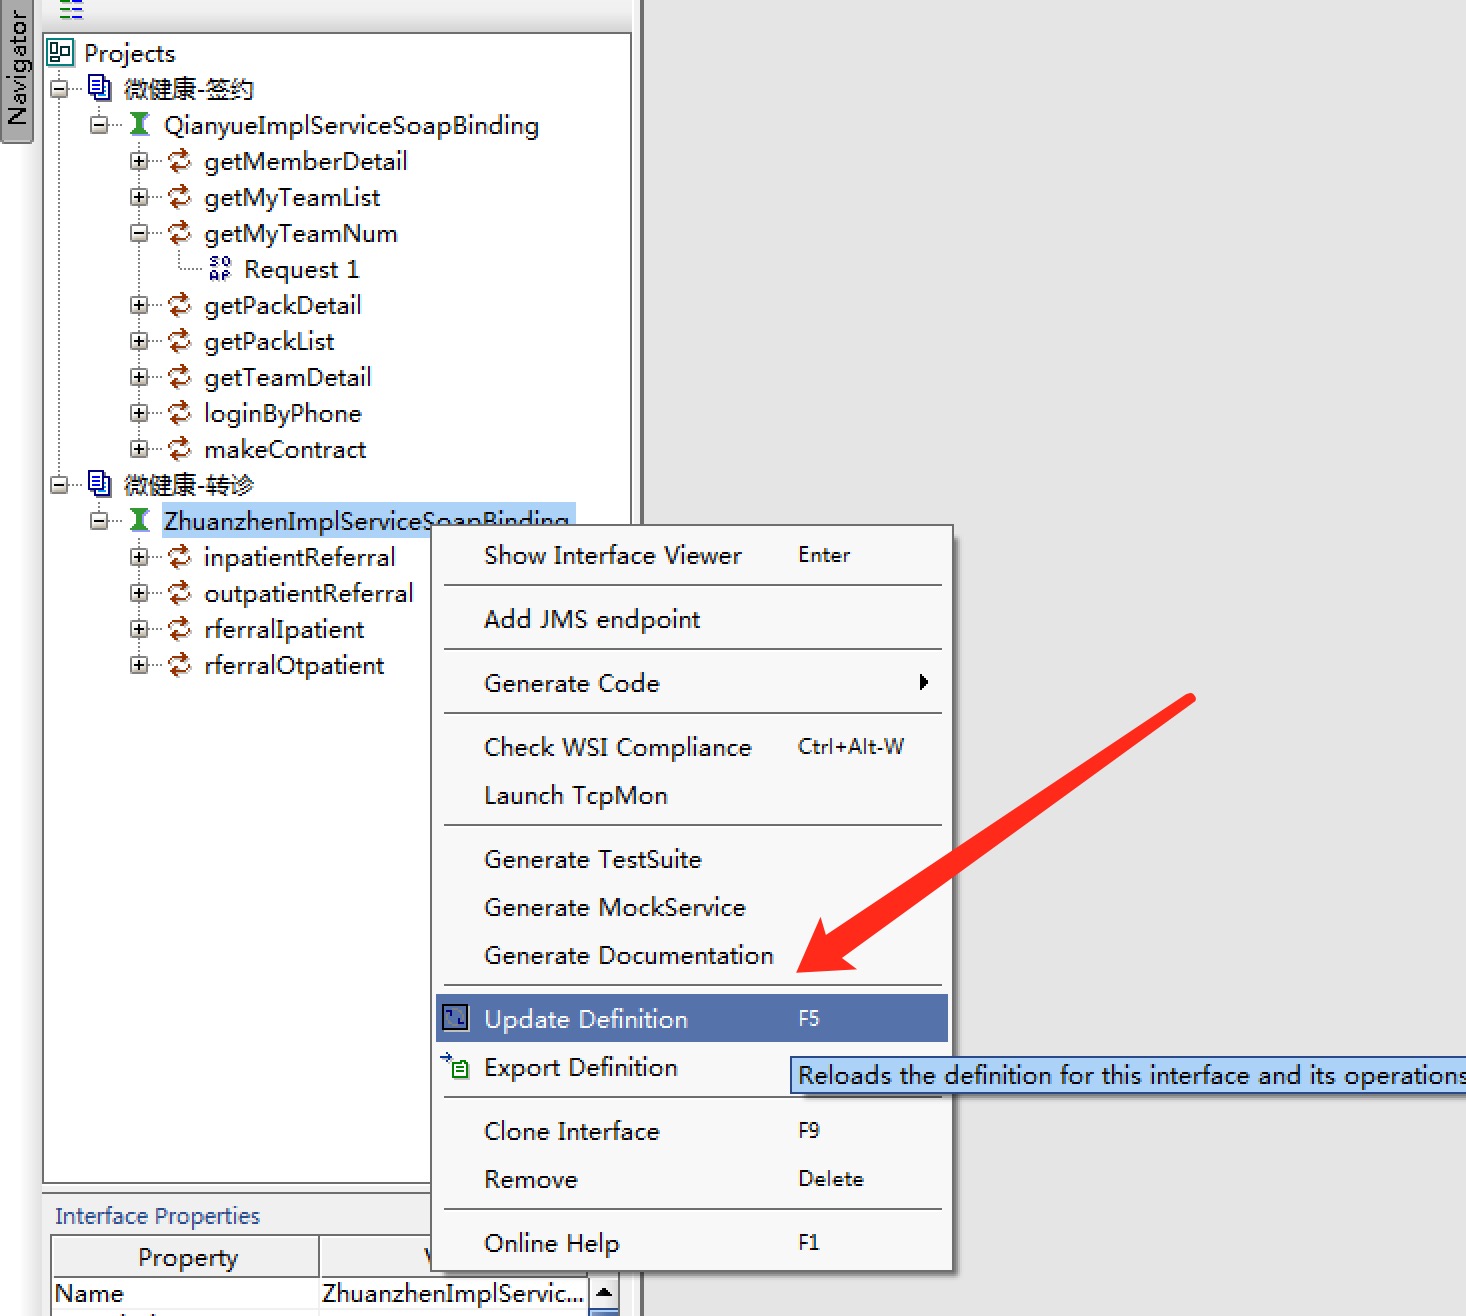 Navigator
Projects
微健康-签约
QianyueImplServiceSoapBinding
getMemberDetail
getMyTeamList
getMyTeamNum
Request 1
getPackDetail
getPackList
getTeamDetail
loginByPhone
makeContract
微健康-转诊
ZhuanzhenImplServiceSoapBinding
inpatientReferral
outpatientReferral
rferralIpatient
rferralOtpatient
Show Interface Viewer Enter
Add JMS endpoint
Generate Code
Check WSI Compliance Ctrl+Alt-W
Launch TcpMon
Generate TestSuite
Generate MockService
Generate Documentation
Update Definition F5
Export Definition
Reloads the definition for this interface and its operations
Clone Interface F9
Remove Delete
Online Help F1
Interface Properties
Property
Name ZhuanzhenImplServic...